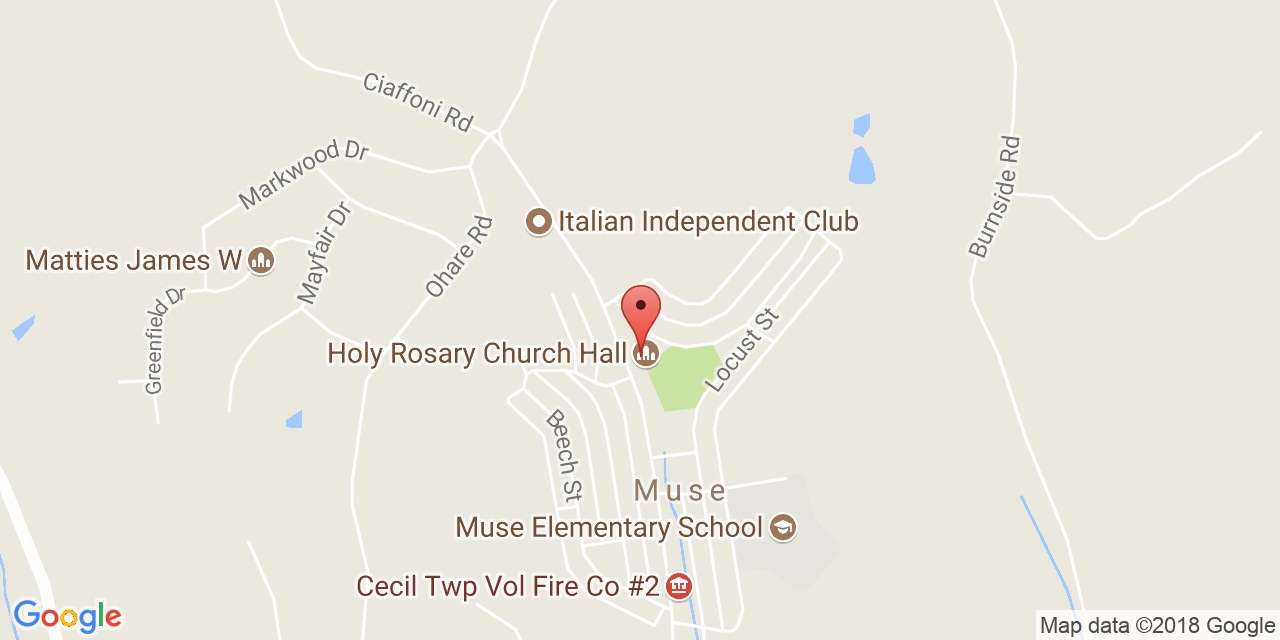 Ciaffoni Rd
Markwood Dr
Burnside Rd
Italian Independent Club
Mayfair Dr
Ohare Rd
Matties James W
Greenfield Dr
Holy Rosary Church Hall
Locust St
Beech St
Muse
Muse Elementary School
Cecil Twp Vol Fire Co #2
Google
Map data ©2018 Google